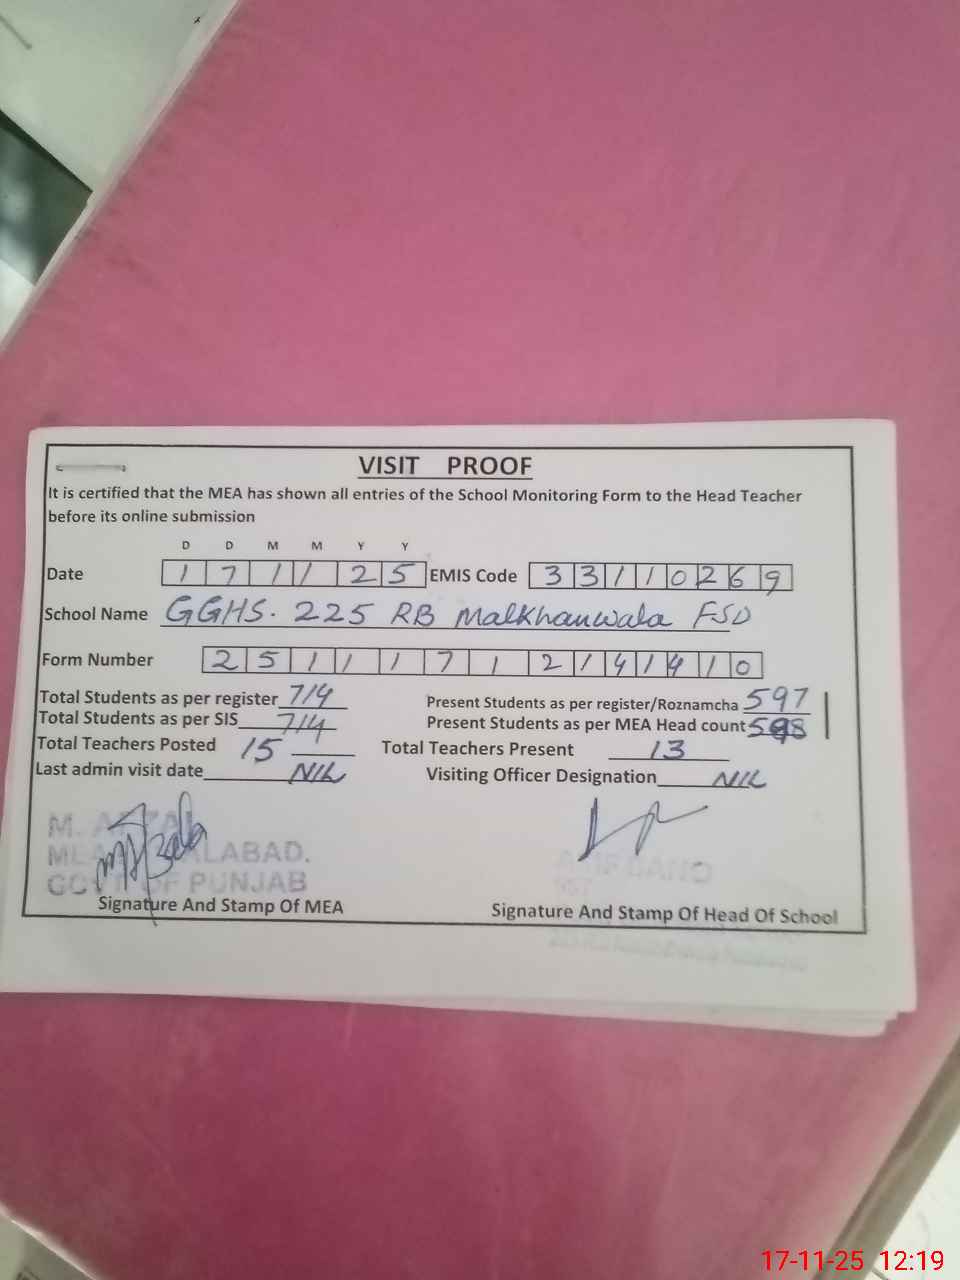 VISIT PROOF
It is certified that the MEA has shown all entries of the School Monitoring Form to the Head Teacher
before its online submission
D D M M Y Y
Date 1 7 1 1 2 5 EMIS Code 3 3 1 1 0 2 6 9
School Name GGHS. 225 RB Malkhanwala FSD
Form Number 2 5 1 1 1 7 1 2 1 4 1 4 1 0
Total Students as per register 714 Present Students as per register/Roznamcha 597
Total Students as per SIS 714 Present Students as per MEA Head count
Total Teachers Posted 15 Total Teachers Present 13
Last admin visit date NIL Visiting Officer Designation NIL
M.
GOVT OF PUNJAB
Signature And Stamp Of MEA Signature And Stamp Of Head Of School
17-11-25 12:19